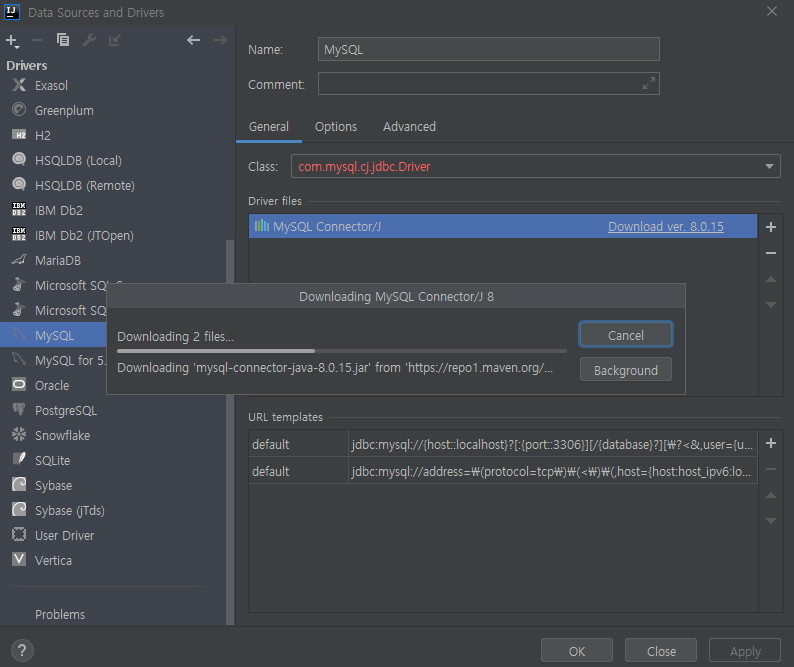 Data Sources and Drivers
Drivers
Exasol
Greenplum
H2
HSQLDB (Local)
HSQLDB (Remote)
IBM Db2
IBM Db2 (JTOpen)
MariaDB
Microsoft SQL S
Microsoft SQ
MySQL
MySQL for 5.
Oracle
PostgreSQL
Snowflake
SQLite
Sybase
Sybase (jTds)
User Driver
Vertica
Problems
Name: MySQL
Comment:
General Options Advanced
Class: com.mysql.cj.jdbc.Driver
Driver files
MySQL Connector/J Download ver. 8.0.15
Downloading MySQL Connector/J 8
Downloading 2 files...
Cancel
Downloading 'mysql-connector-java-8.0.15.jar' from 'https://repo1.maven.org/...
Background
URL templates
default jdbc:mysql://{host::localhost}?[:{port::3306}][/{database}?][₩?<&,user={u...
default jdbc:mysql://address=₩(protocol=tcp₩)₩(<₩)₩(,host={host:host_ipv6:lo...
? OK Close Apply